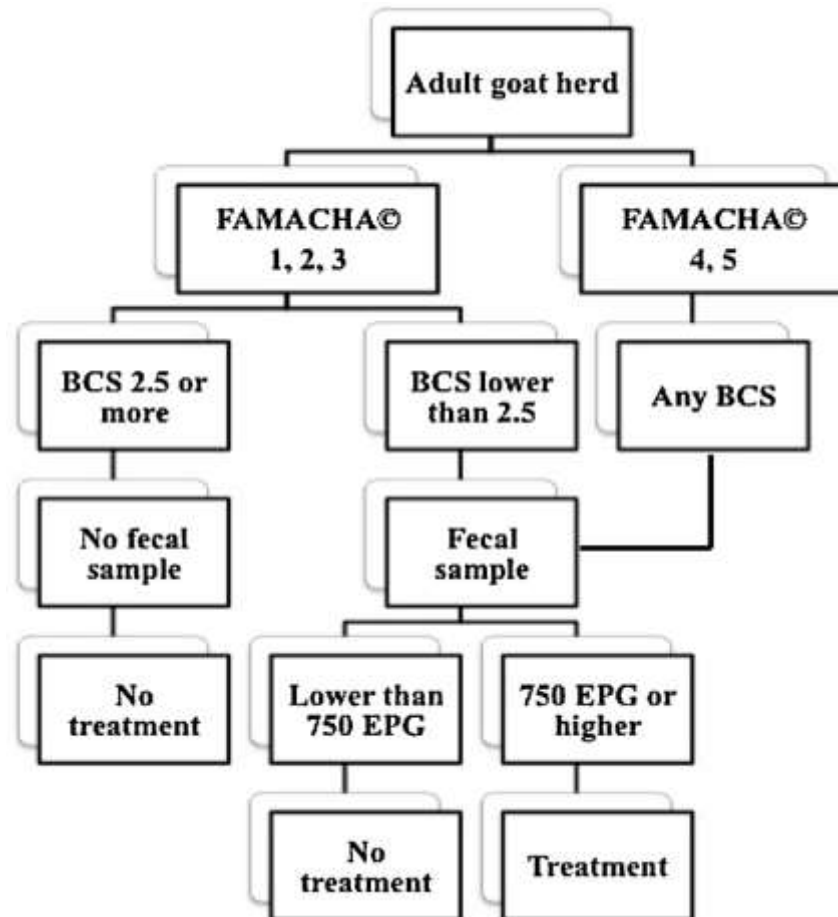 Adult goat herd
FAMACHA©
1, 2, 3
FAMACHA©
4, 5
BCS 2.5 or
more
BCS lower
than 2.5
Any BCS
No fecal
sample
Fecal
sample
No
treatment
Lower than
750 EPG
750 EPG or
higher
No
treatment
Treatment